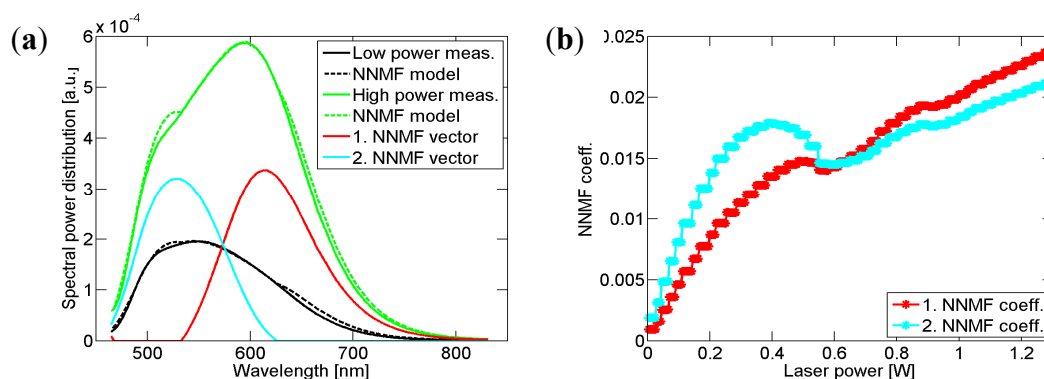 (a)
x 10^-4
6
5
4
3
2
1
0
500
600
700
800
Spectral power distribution [a.u.]
Wavelength [nm]
Low power meas.
NNMF model
High power meas.
NNMF model
1. NNMF vector
2. NNMF vector
(b)
0.025
0.02
0.015
0.01
0.005
0
0
0.2
0.4
0.6
0.8
1
1.2
NNMF coeff.
Laser power [W]
1. NNMF coeff.
2. NNMF coeff.